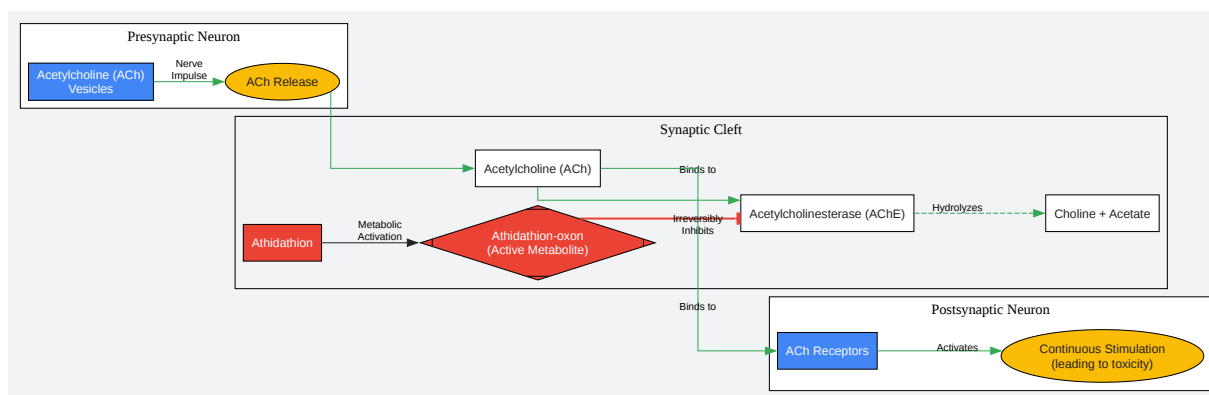 Presynaptic Neuron
Acetylcholine (ACh)
Vesicles
Nerve
Impulse
ACh Release
Synaptic Cleft
Acetylcholine (ACh)
Binds to
Acetylcholinesterase (AChE)
Hydrolyzes
Choline + Acetate
Irreversibly
Inhibits
Athidathion
Metabolic
Activation
Athidathion-oxon
(Active Metabolite)
Binds to
Postsynaptic Neuron
ACh Receptors
Activates
Continuous Stimulation
(leading to toxicity)